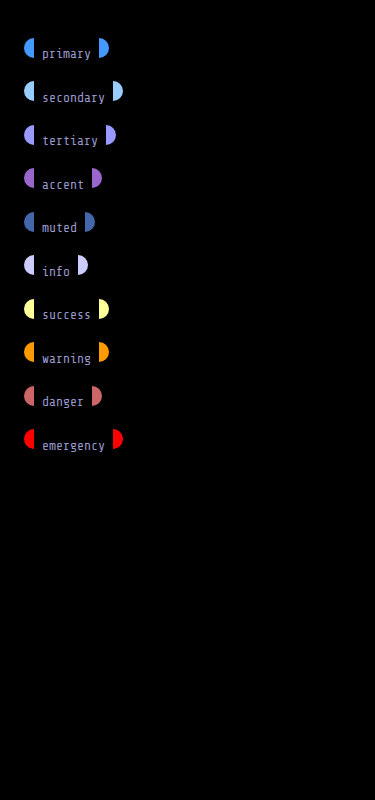 primary
secondary
tertiary
accent
muted
info
success
warning
danger
emergency